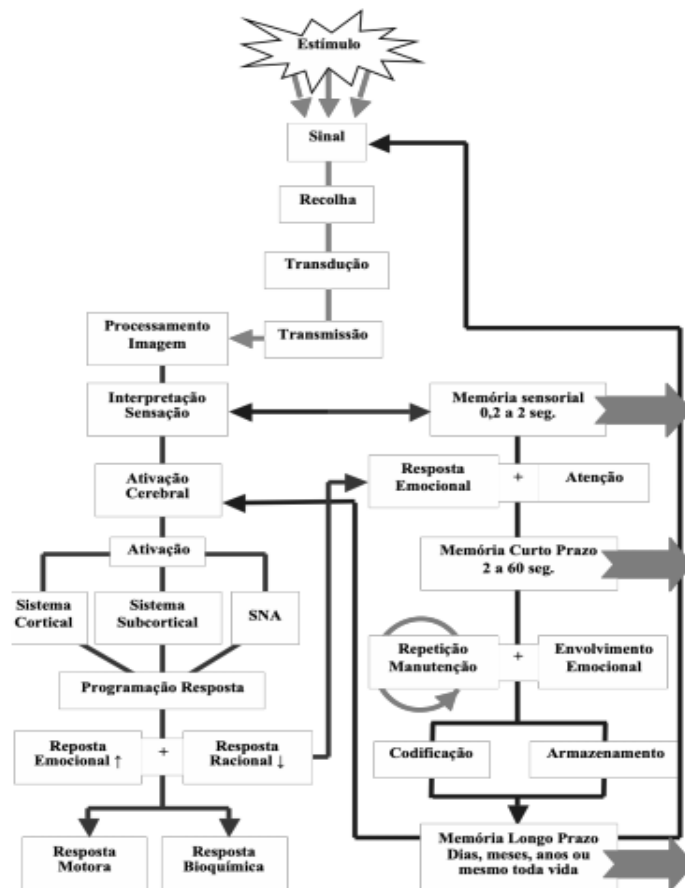 Estímulo
Sinal
Recolha
Transdução
Transmissão
Processamento
Imagem
Interpretação
Sensação
Memória sensorial
0,2 a 2 seg.
Ativação
Cerebral
Resposta
Emocional
+
Atenção
Ativação
Memória Curto Prazo
2 a 60 seg.
Sistema
Cortical
Sistema
Subcortical
SNA
Repetição
Manutenção
+
Envolvimento
Emocional
Programação Resposta
Reposta
Emocional ↑
+
Resposta
Racional ↓
Codificação
Armazenamento
Resposta
Motora
Resposta
Bioquímica
Memória Longo Prazo
Dias, meses, anos ou
mesmo toda vida